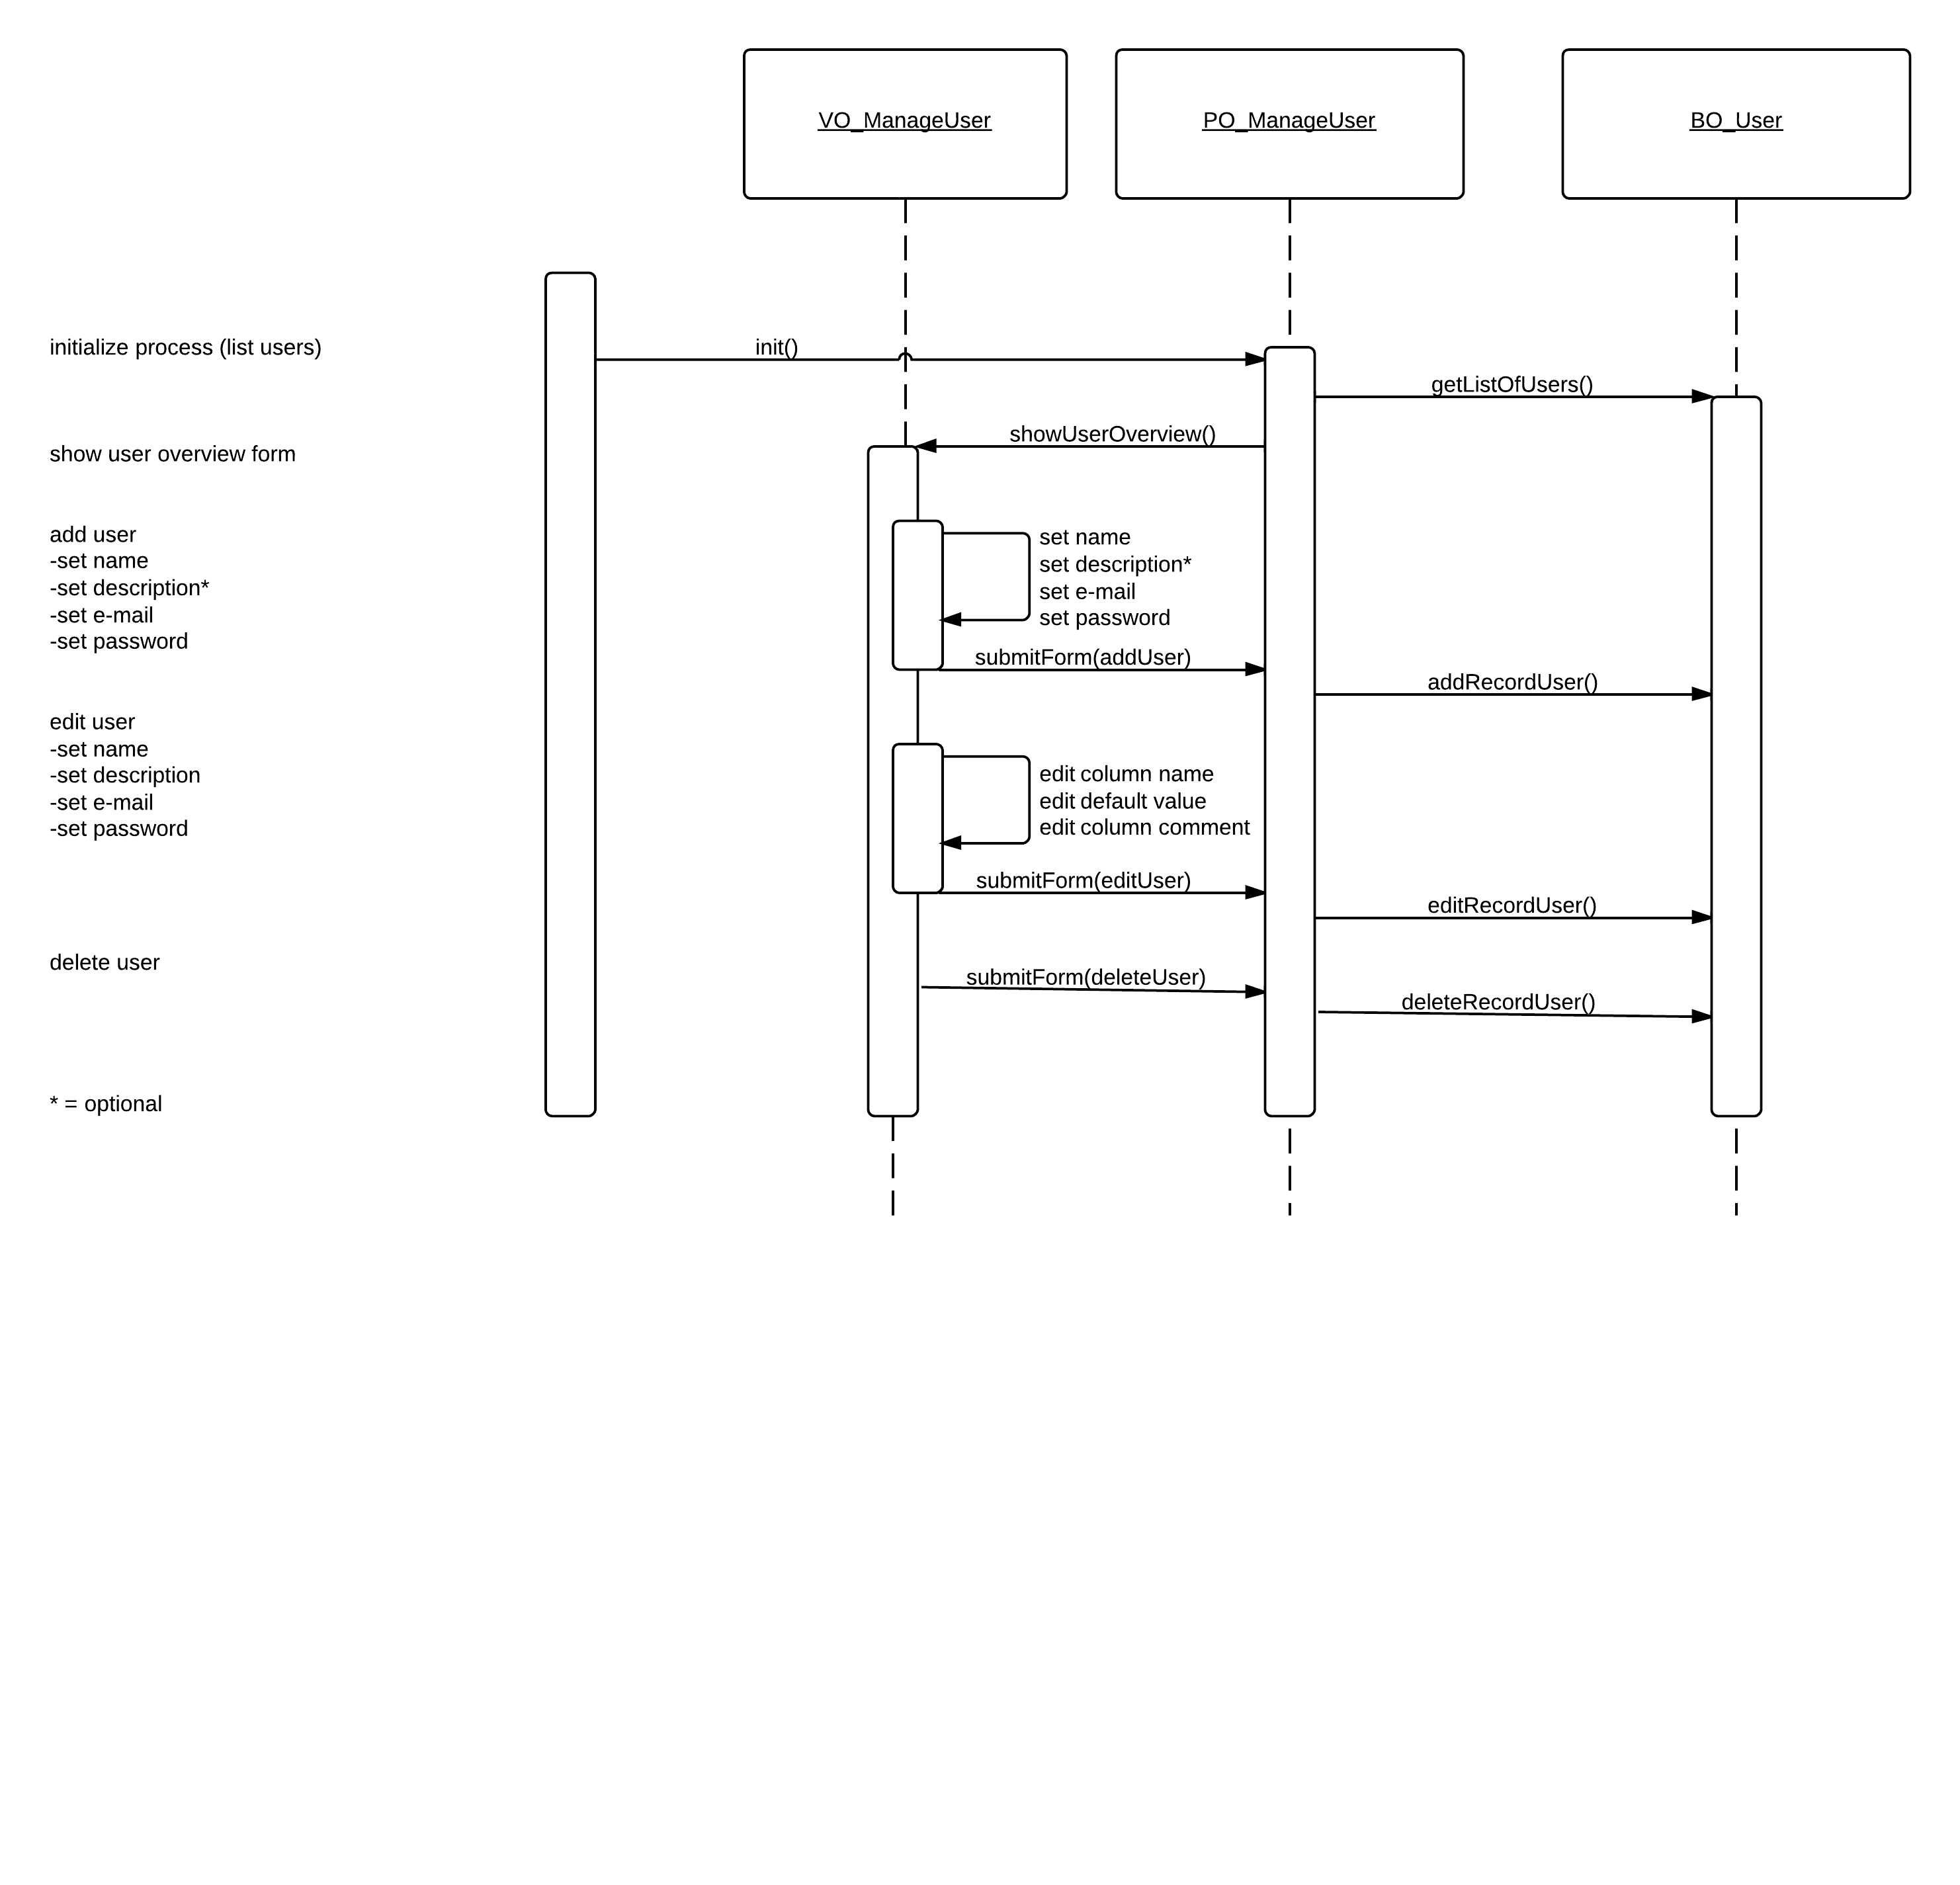 VO_ManageUser
PO_ManageUser
BO_User
initialize process (list users)
init()
getListOfUsers()
showUserOverview()
show user overview form
add user
-set name
-set description*
-set e-mail
-set password
set name
set description*
set e-mail
set password
submitForm(addUser)
addRecordUser()
edit user
-set name
-set description
-set e-mail
-set password
edit column name
edit default value
edit column comment
submitForm(editUser)
editRecordUser()
delete user
submitForm(deleteUser)
deleteRecordUser()
* = optional